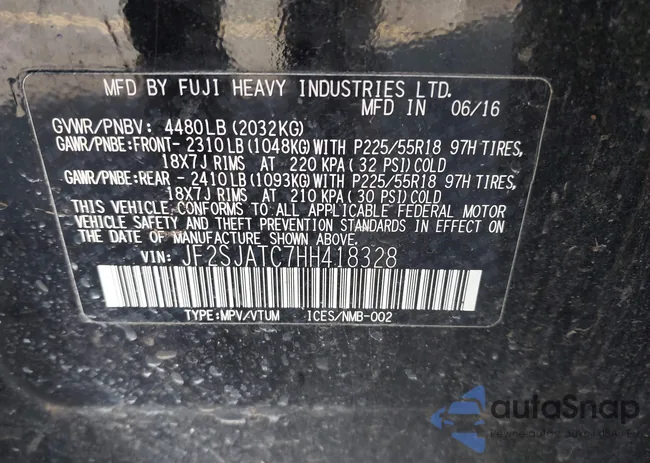 MFD BY FUJI HEAVY INDUSTRIES LTD.
MFD IN 06/16
GVWR/PNBV: 4480LB(2032KG)
GAWR/PNBE:FRONT- 2310LB(1048KG)WITH P225/55R18 97H TIRES,
18X7J RIMS AT 220 KPA(32 PSI)COLD
GAWR/PNBE:REAR - 2410LB(1093KG)WITH P225/55R18 97H TIRES,
18X7J RIMS AT 210 KPA(30 PSI)COLD
THIS VEHICLE CONFORMS TO ALL APPLICABLE FEDERAL MOTOR
VEHICLE SAFETY AND THEFT PREVENTION STANDARDS IN EFFECT ON
THE DATE OF MANUFACTURE SHOWN ABOVE.
VIN: JF2SJATC7HH418328
TYPE:MPV/VTUM ICES/NMB-002
autoSnap